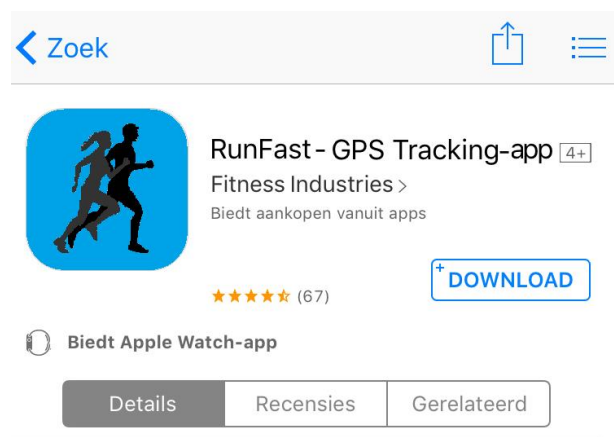 Zoek
RunFast - GPS Tracking-app 4+
Fitness Industries >
Biedt aankopen vanuit apps
+DOWNLOAD
(67)
Biedt Apple Watch-app
Details Recensies Gerelateerd